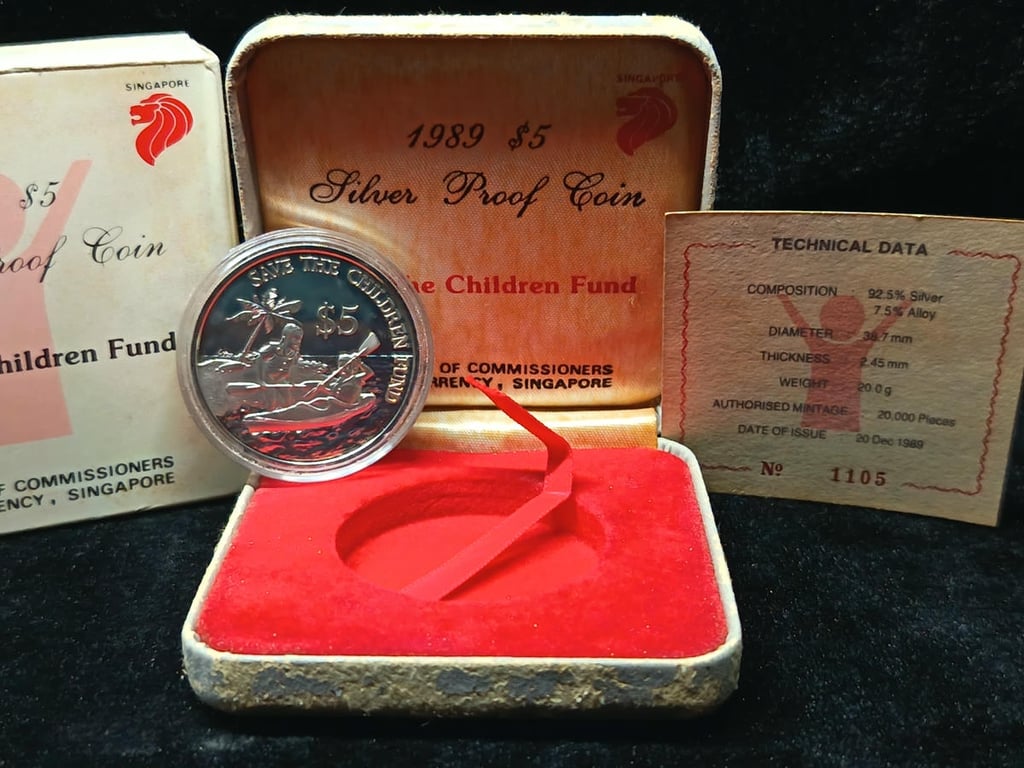 SINGAPORE
$5
roof Coin
Children Fund
F COMMISSIONERS
ENCY, SINGAPORE
SINGAPORE
1989 $5
Silver Proof Coin
he Children Fund
OF COMMISSIONERS
RRENCY, SINGAPORE
SAVE THE CHILDREN FUND
$5
TECHNICAL DATA
COMPOSITION 92.5% Silver
7.5% Alloy
DIAMETER 38.7 mm
THICKNESS 2.45 mm
WEIGHT 20.0 g
AUTHORISED MINTAGE 20,000 Pieces
DATE OF ISSUE 20 Dec 1989
No 1105